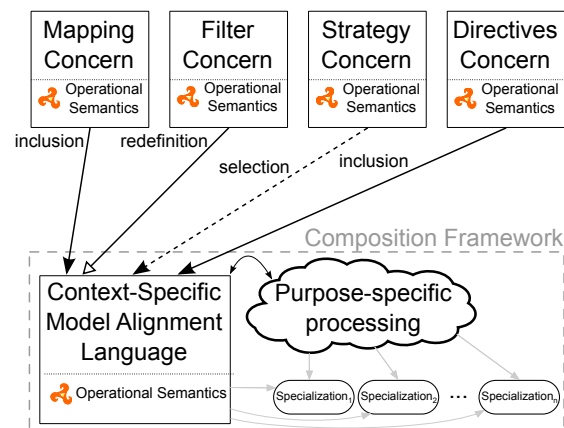 Mapping
Concern
Operational
Semantics
Filter
Concern
Operational
Semantics
Strategy
Concern
Operational
Semantics
Directives
Concern
Operational
Semantics
inclusion
redefinition
selection
inclusion
Composition Framework
Context-Specific
Model Alignment
Language
Operational Semantics
Purpose-specific
processing
Specialization₁
Specialization₂
...
Specializationₙ